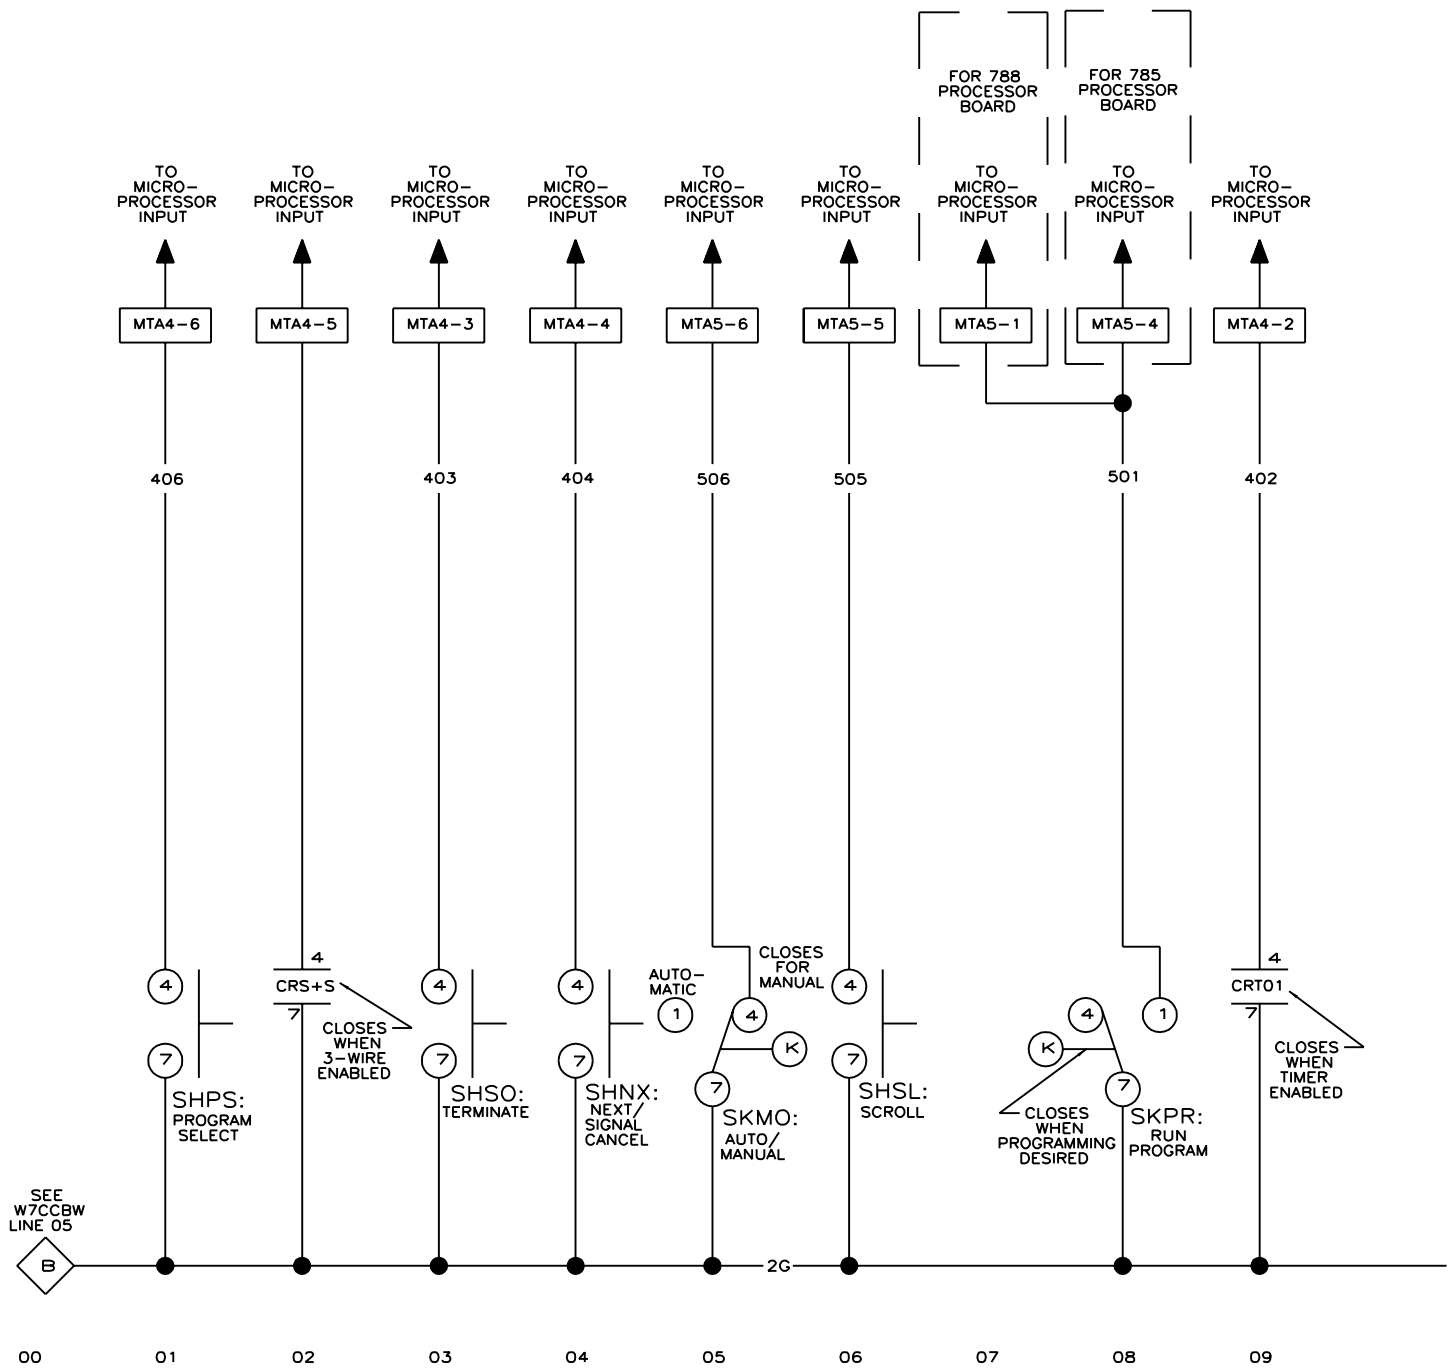 FOR 788
PROCESSOR
BOARD
FOR 785
PROCESSOR
BOARD
TO
MICRO-
PROCESSOR
INPUT
TO
MICRO-
PROCESSOR
INPUT
TO
MICRO-
PROCESSOR
INPUT
TO
MICRO-
PROCESSOR
INPUT
TO
MICRO-
PROCESSOR
INPUT
TO
MICRO-
PROCESSOR
INPUT
TO
MICRO-
PROCESSOR
INPUT
TO
MICRO-
PROCESSOR
INPUT
TO
MICRO-
PROCESSOR
INPUT
MTA4-6
MTA4-5
MTA4-3
MTA4-4
MTA5-6
MTA5-5
MTA5-1
MTA5-4
MTA4-2
406
403
404
506
505
501
402
4
7
SHPS:
PROGRAM
SELECT
4
CRS+S
7
CLOSES
WHEN
3-WIRE
ENABLED
4
7
SHSO:
TERMINATE
4
7
SHNX:
NEXT/
SIGNAL
CANCEL
AUTO-
MATIC
1
CLOSES
FOR
MANUAL
4
K
7
SKMO:
AUTO/
MANUAL
4
7
SHSL:
SCROLL
4
1
K
7
CLOSES
WHEN
PROGRAMMING
DESIRED
SKPR:
RUN
PROGRAM
4
CRT01
7
CLOSES
WHEN
TIMER
ENABLED
SEE
W7CCBW
LINE 05
B
2G
00
01
02
03
04
05
06
07
08
09